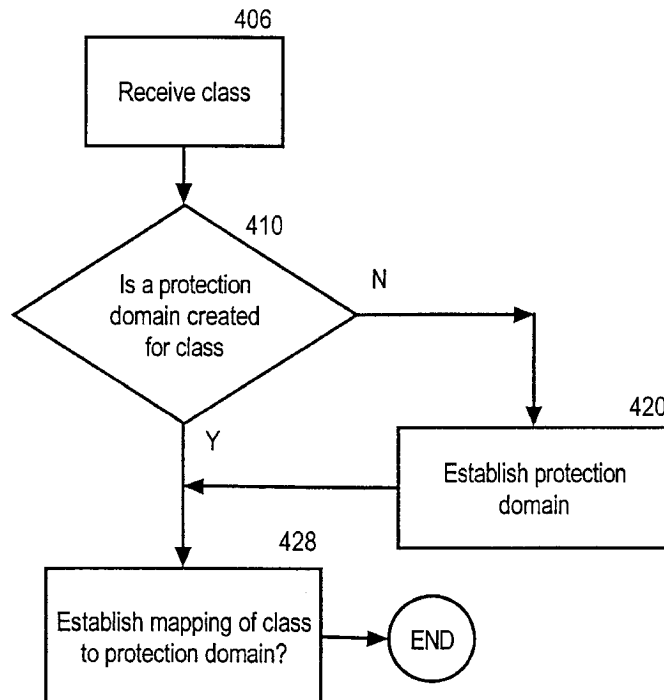 406
Receive class
410
Is a protection
domain created
for class
N
Y
420
Establish protection
domain
428
Establish mapping of class
to protection domain?
END